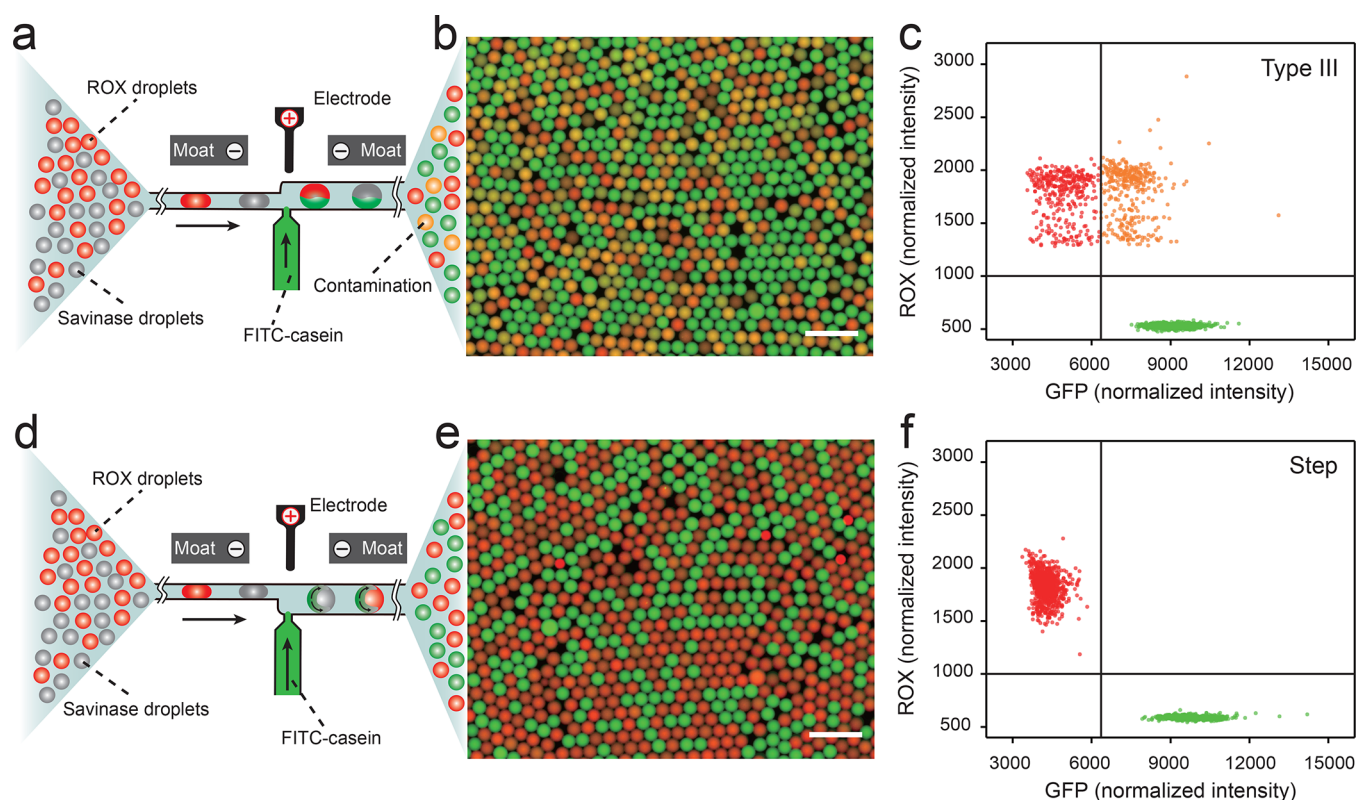 a
ROX droplets
Electrode
+
Moat −
− Moat
Contamination
Savinase droplets
FITC-casein
b
c
Type III
ROX (normalized intensity)
3000
2500
2000
1500
1000
500
3000 6000 9000 12000 15000
GFP (normalized intensity)
d
ROX droplets
Electrode
+
Moat −
− Moat
Savinase droplets
FITC-casein
e
f
Step
ROX (normalized intensity)
3000
2500
2000
1500
1000
500
3000 6000 9000 12000 15000
GFP (normalized intensity)